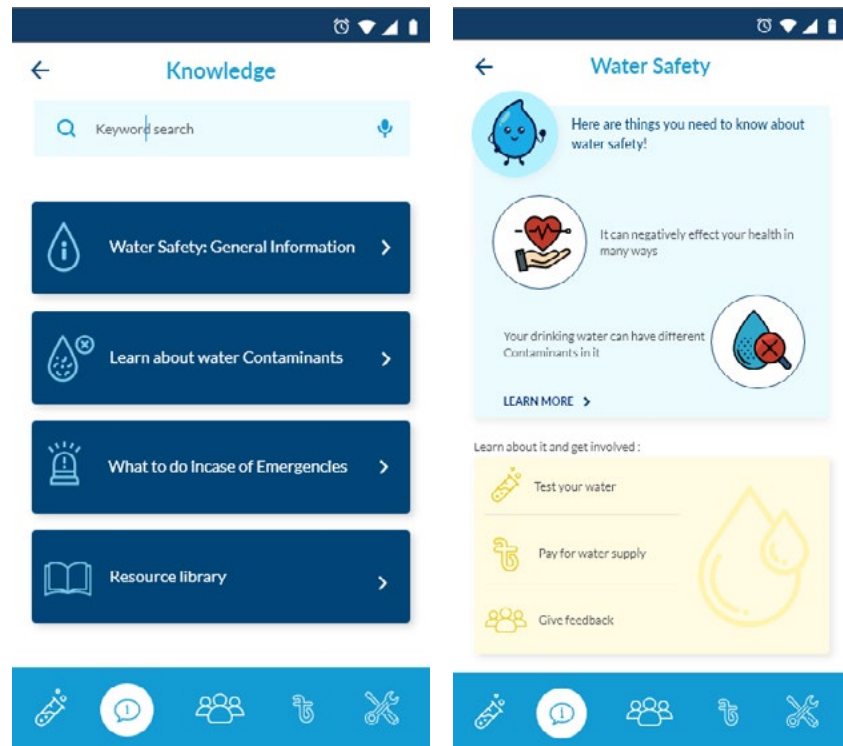 Knowledge
Keyword search
Water Safety: General Information
Learn about water Contaminants
What to do Incase of Emergencies
Resource library
Water Safety
Here are things you need to know about
water safety!
It can negatively effect your health in
many ways
Your drinking water can have different
Contaminants in it
LEARN MORE
Learn about it and get involved :
Test your water
৳
Pay for water supply
Give feedback
৳
৳